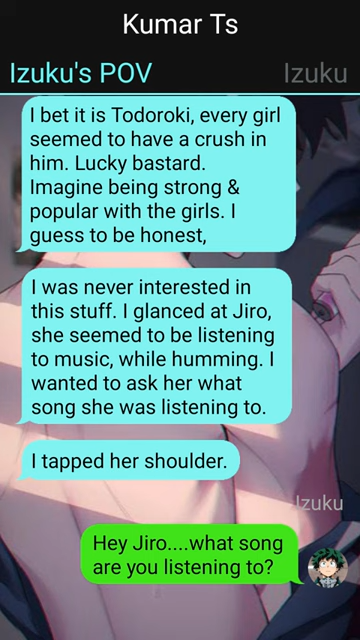 Kumar Ts
Izuku's POV
Izuku
I bet it is Todoroki, every girl
seemed to have a crush in
him. Lucky bastard.
Imagine being strong &
popular with the girls. I
guess to be honest,
I was never interested in
this stuff. I glanced at Jiro,
she seemed to be listening
to music, while humming. I
wanted to ask her what
song she was listening to.
I tapped her shoulder.
Izuku
Hey Jiro....what song
are you listening to?